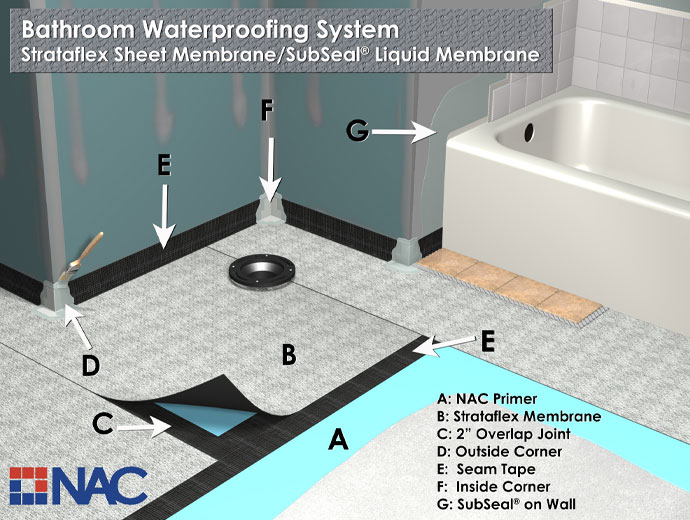 Bathroom Waterproofing System
Strataflex Sheet Membrane/SubSeal® Liquid Membrane
F
G
E
D
B
E
C
A
A: NAC Primer
B: Strataflex Membrane
C: 2” Overlap Joint
D: Outside Corner
E: Seam Tape
F: Inside Corner
G: SubSeal® on Wall
NAC